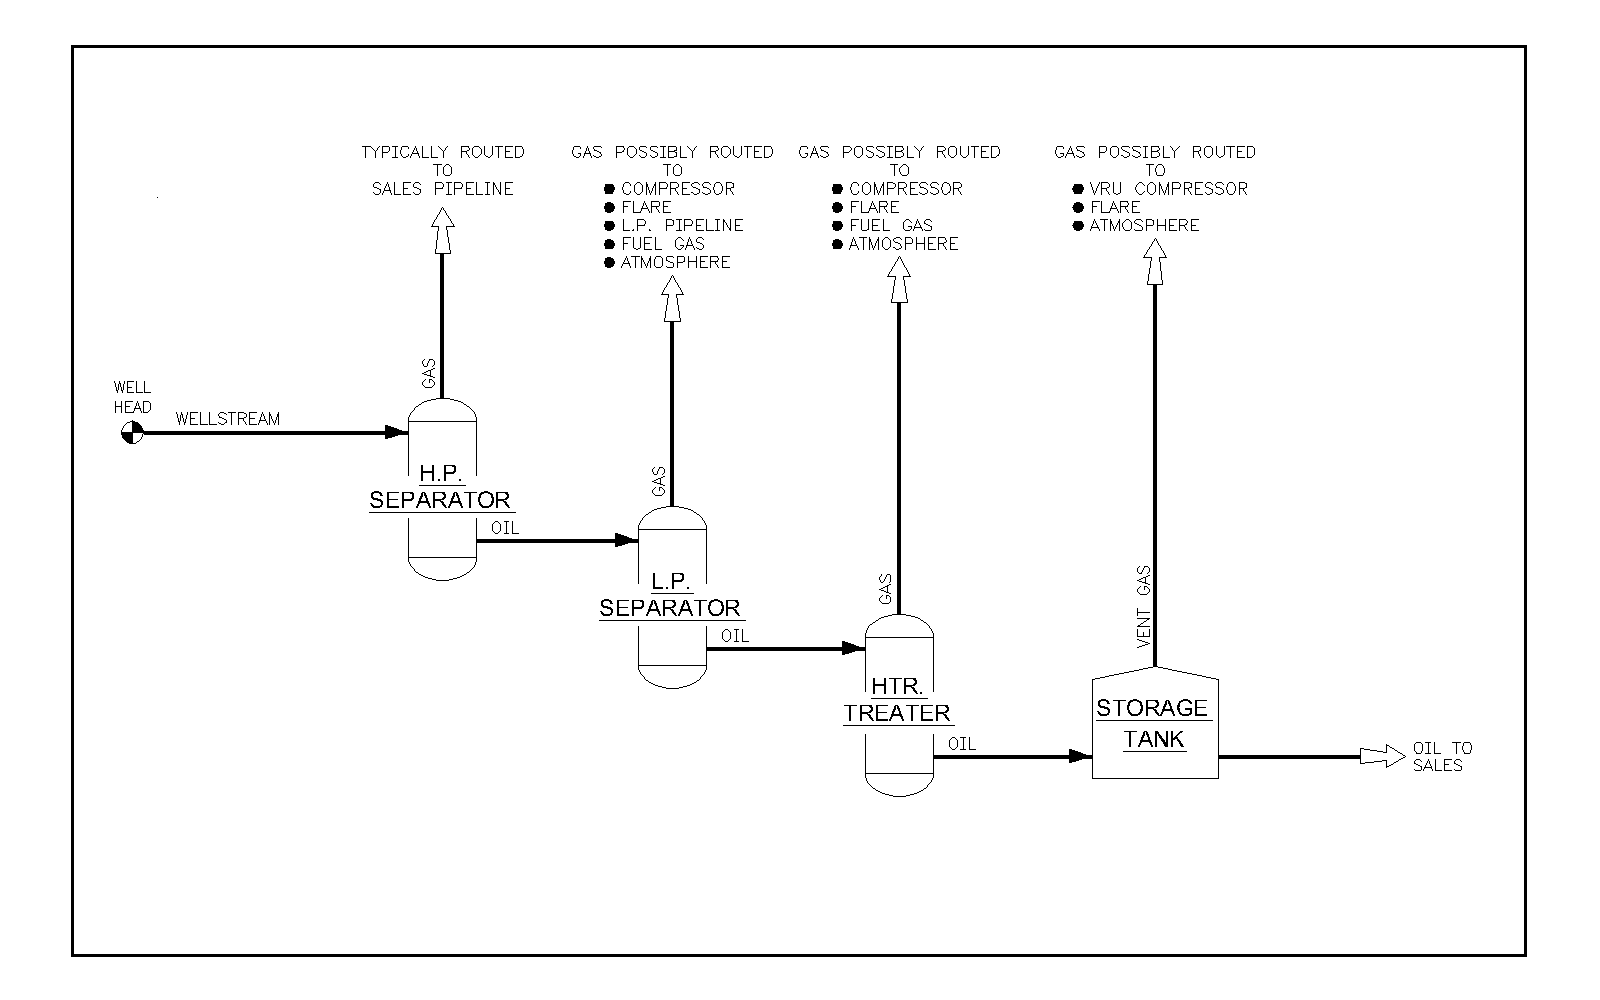 TYPICALLY ROUTED
TO
SALES PIPELINE
GAS POSSIBLY ROUTED
TO
● COMPRESSOR
● FLARE
● L.P. PIPELINE
● FUEL GAS
● ATMOSPHERE
GAS POSSIBLY ROUTED
TO
● COMPRESSOR
● FLARE
● FUEL GAS
● ATMOSPHERE
GAS POSSIBLY ROUTED
TO
● VRU COMPRESSOR
● FLARE
● ATMOSPHERE
WELL
HEAD
WELLSTREAM
GAS
H.P.
SEPARATOR
OIL
GAS
L.P.
SEPARATOR
OIL
GAS
HTR.
TREATER
OIL
VENT GAS
STORAGE
TANK
OIL TO
SALES